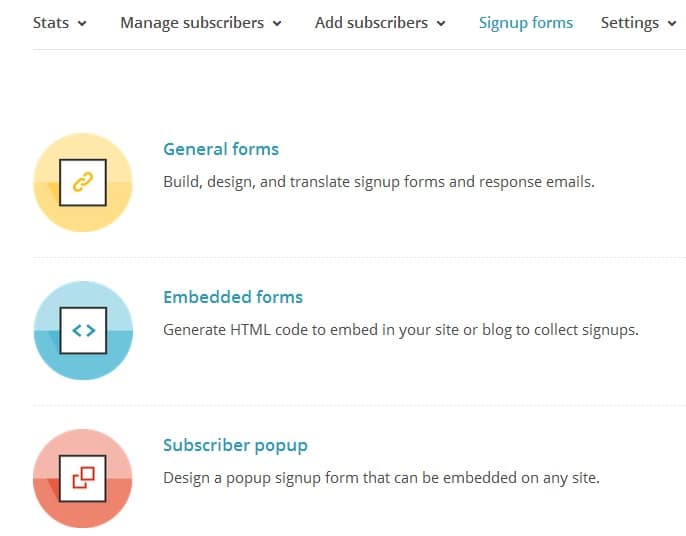 Stats Manage subscribers Add subscribers Signup forms Settings
General forms
Build, design, and translate signup forms and response emails.
Embedded forms
Generate HTML code to embed in your site or blog to collect signups.
Subscriber popup
Design a popup signup form that can be embedded on any site.